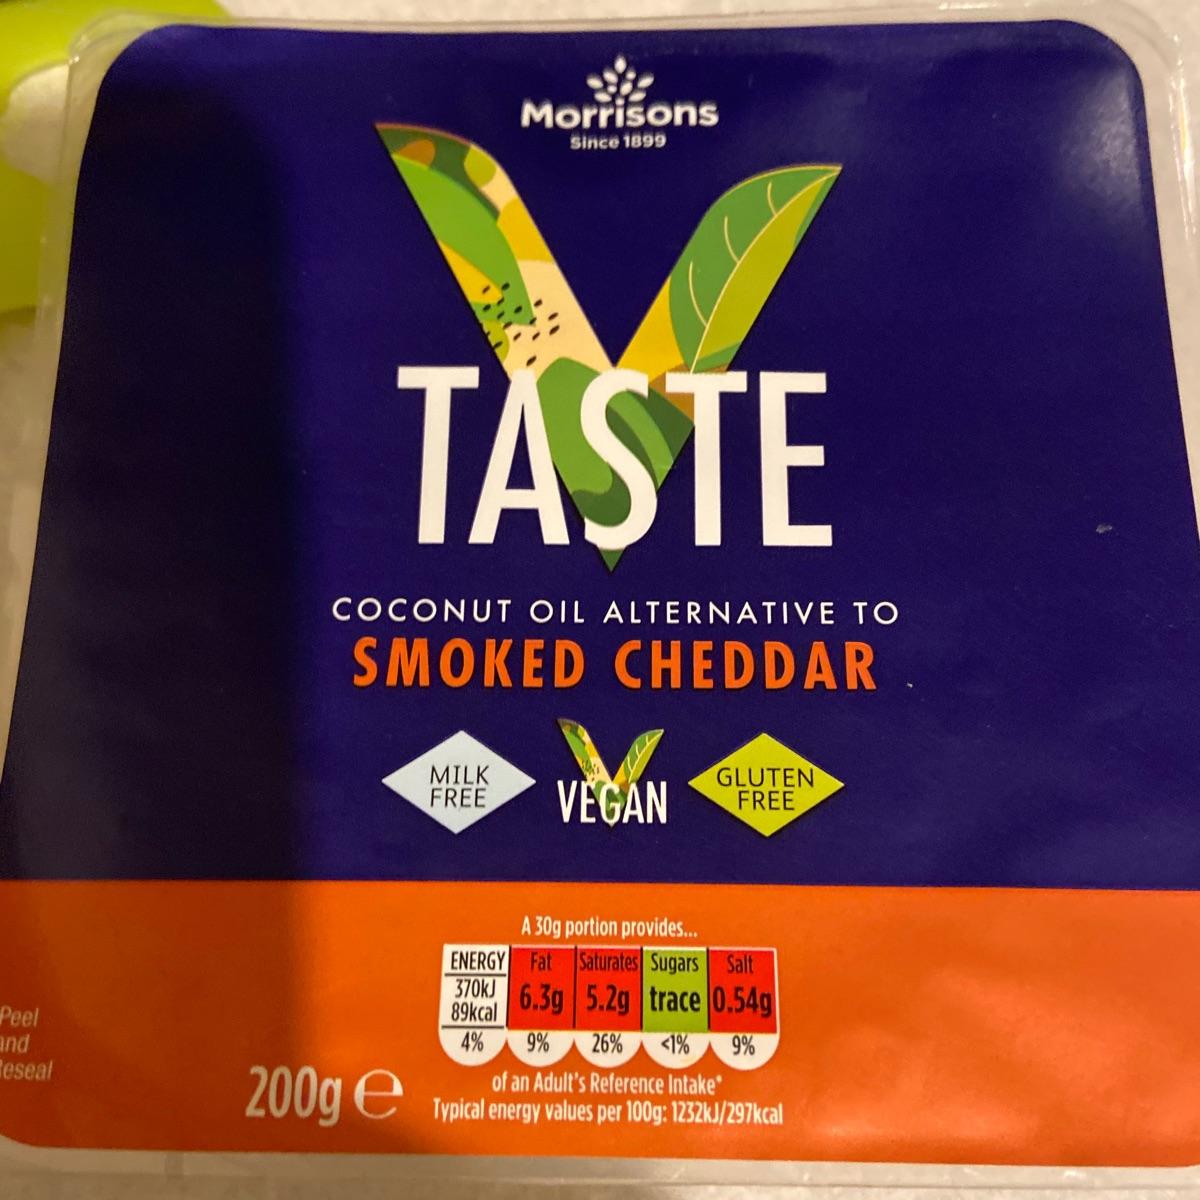 Morrisons
Since 1899
V
TASTE
COCONUT OIL ALTERNATIVE TO
SMOKED CHEDDAR
MILK
FREE
VEGAN
GLUTEN
FREE
A 30g portion provides...
ENERGY Fat Saturates Sugars Salt
370kJ
89kcal 6.3g 5.2g trace 0.54g
4% 9% 26% <1% 9%
of an Adult's Reference Intake*
Typical energy values per 100g: 1232kJ/297kcal
200g e
Peel
and
Reseal